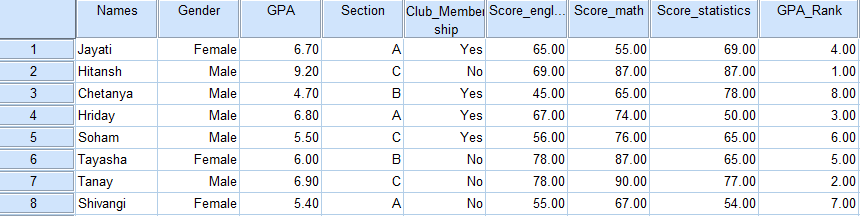 Names Gender GPA Section Club_Member Score_engl... Score_math Score_statistics GPA_Rank
ship
1 Jayati Female 6.70 A Yes 65.00 55.00 69.00 4.00
2 Hitansh Male 9.20 C No 69.00 87.00 87.00 1.00
3 Chetanya Male 4.70 B Yes 45.00 65.00 78.00 8.00
4 Hriday Male 6.80 A Yes 67.00 74.00 50.00 3.00
5 Soham Male 5.50 C Yes 56.00 76.00 65.00 6.00
6 Tayasha Female 6.00 B No 78.00 87.00 65.00 5.00
7 Tanay Male 6.90 C No 78.00 90.00 77.00 2.00
8 Shivangi Female 5.40 A No 55.00 67.00 54.00 7.00